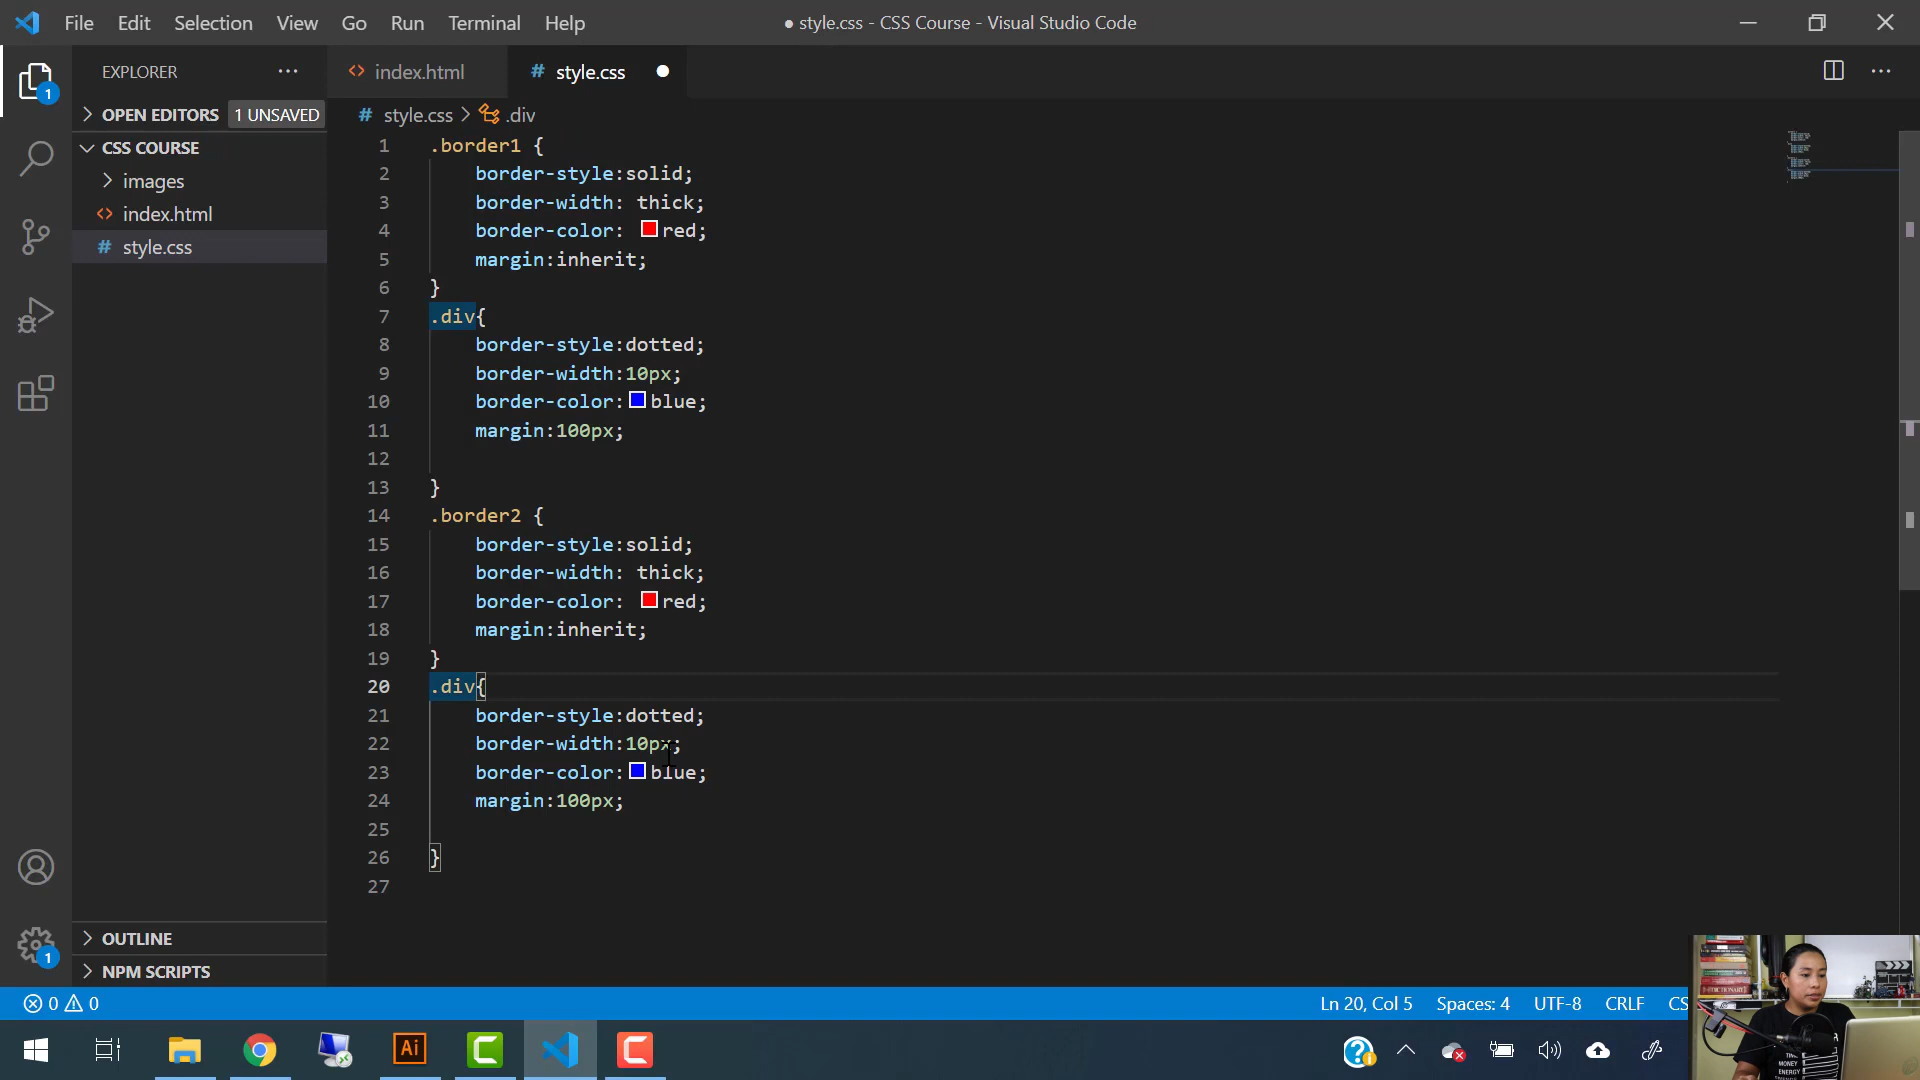 File Edit Selection View Go Run Terminal Help
● style.css - CSS Course - Visual Studio Code
EXPLORER
index.html
# style.css
OPEN EDITORS 1 UNSAVED
# style.css > .div
CSS COURSE
images
index.html
# style.css
1 .border1 {
2 border-style:solid;
3 border-width: thick;
4 border-color: red;
5 margin:inherit;
6 }
7 .div{
8 border-style:dotted;
9 border-width:10px;
10 border-color:blue;
11 margin:100px;
12
13 }
14 .border2 {
15 border-style:solid;
16 border-width: thick;
17 border-color: red;
18 margin:inherit;
19 }
20 .div{
21 border-style:dotted;
22 border-width:10px;
23 border-color:blue;
24 margin:100px;
25
26 }
27
1
1
OUTLINE
NPM SCRIPTS
0 0
Ln 20, Col 5 Spaces: 4 UTF-8 CRLF CS
Ai